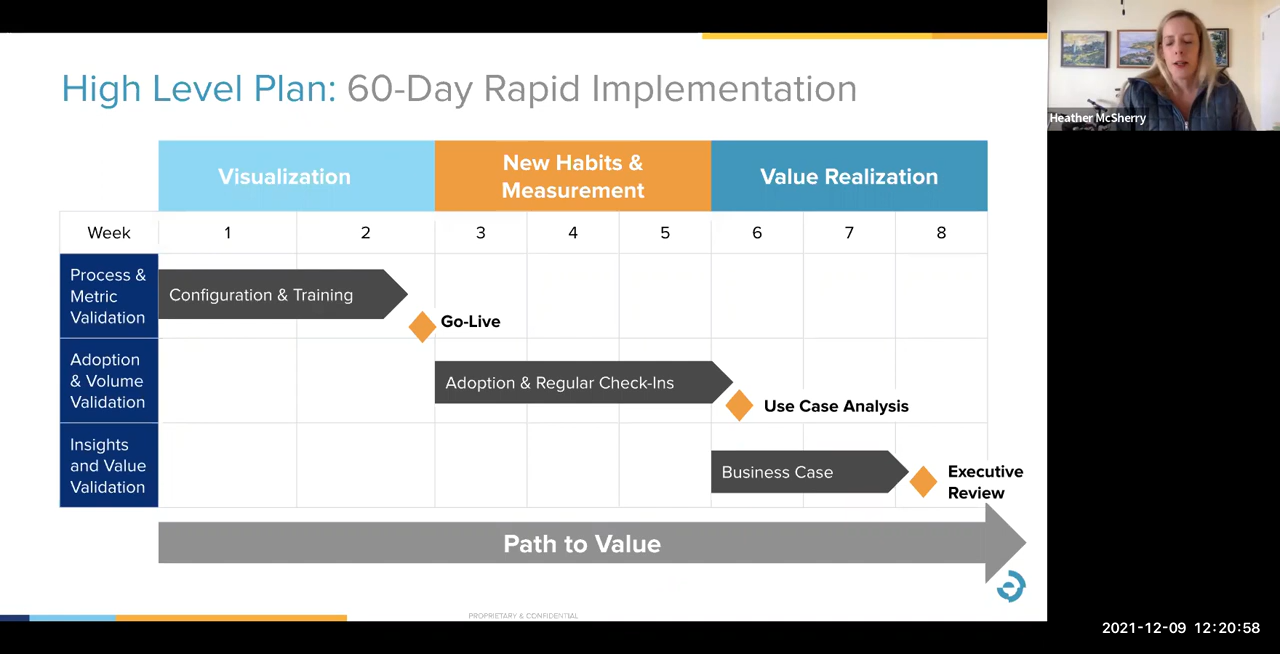 High Level Plan: 60-Day Rapid Implementation
Heather McSherry
Visualization
New Habits &
Measurement
Value Realization
Week
1
2
3
4
5
6
7
8
Process &
Metric
Validation
Configuration & Training
Go-Live
Adoption
& Volume
Validation
Adoption & Regular Check-Ins
Use Case Analysis
Insights
and Value
Validation
Business Case
Executive
Review
Path to Value
PROPRIETARY & CONFIDENTIAL
2021-12-09 12:20:58